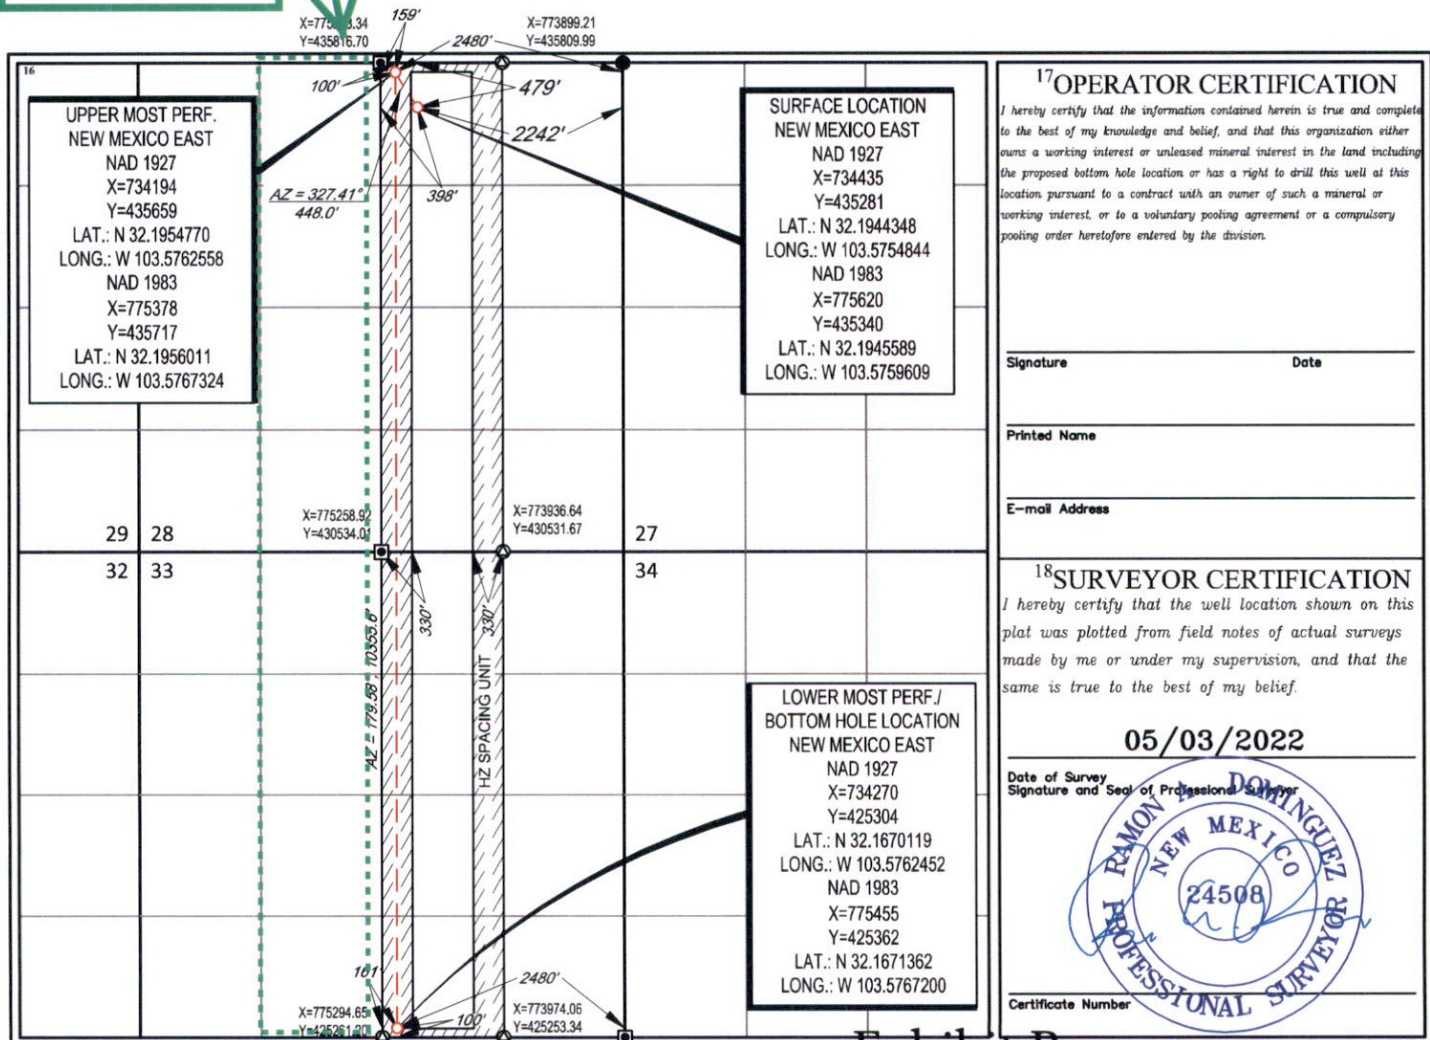 159'
Y=435816.70
X=773899.21
Y=435809.99
2480'
16
100'
479'
2242'
398'
AZ = 327.41°
448.0'
UPPER MOST PERF.
NEW MEXICO EAST
NAD 1927
X=734194
Y=435659
LAT.: N 32.1954770
LONG.: W 103.5762558
NAD 1983
X=775378
Y=435717
LAT.: N 32.1956011
LONG.: W 103.5767324
SURFACE LOCATION
NEW MEXICO EAST
NAD 1927
X=734435
Y=435281
LAT.: N 32.1944348
LONG.: W 103.5754844
NAD 1983
X=775620
Y=435340
LAT.: N 32.1945589
LONG.: W 103.5759609
X=775258.92
Y=430534.01
X=773936.64
Y=430531.67
29 28
27
32 33
34
330'
330'
AZ = 179.58°, 10355.6'
HZ SPACING UNIT
LOWER MOST PERF./
BOTTOM HOLE LOCATION
NEW MEXICO EAST
NAD 1927
X=734270
Y=425304
LAT.: N 32.1670119
LONG.: W 103.5762452
NAD 1983
X=775455
Y=425362
LAT.: N 32.1671362
LONG.: W 103.5767200
161'
2480'
100'
X=775294.65
Y=425261.20
X=773974.06
Y=425253.34
17 OPERATOR CERTIFICATION
I hereby certify that the information contained herein is true and complete
to the best of my knowledge and belief, and that this organization either
owns a working interest or unleased mineral interest in the land including
the proposed bottom hole location or has a right to drill this well at this
location pursuant to a contract with an owner of such a mineral or
working interest, or to a voluntary pooling agreement or a compulsory
pooling order heretofore entered by the division.
Signature Date
Printed Name
E-mail Address
18 SURVEYOR CERTIFICATION
I hereby certify that the well location shown on this
plat was plotted from field notes of actual surveys
made by me or under my supervision, and that the
same is true to the best of my belief.
05/03/2022
Date of Survey
Signature and Seal of Professional Surveyor
RAMON A. DOMINGUEZ
NEW MEXICO
24508
PROFESSIONAL SURVEYOR
Certificate Number